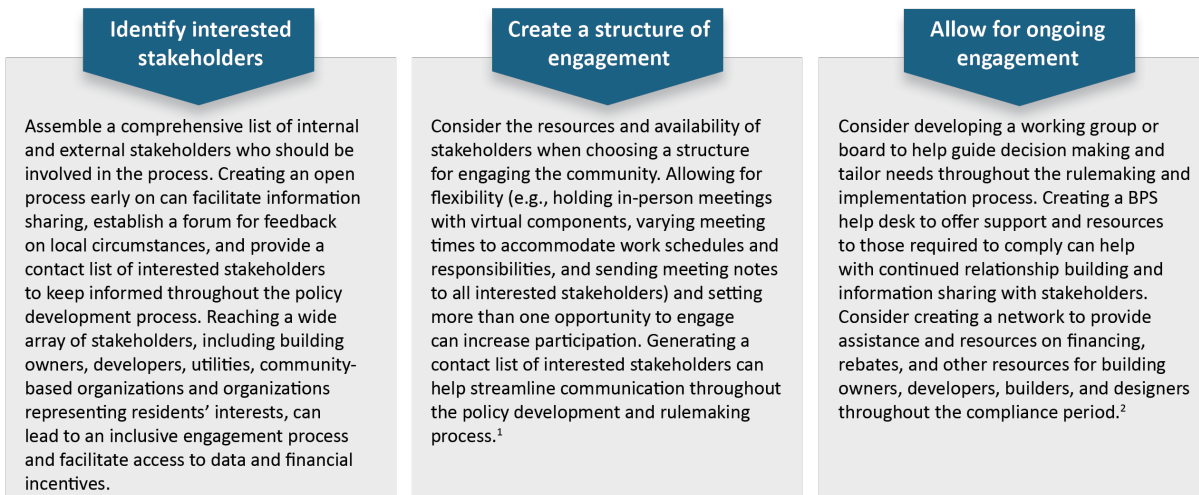 Identify interested
stakeholders
Assemble a comprehensive list of internal
and external stakeholders who should be
involved in the process. Creating an open
process early on can facilitate information
sharing, establish a forum for feedback
on local circumstances, and provide a
contact list of interested stakeholders
to keep informed throughout the policy
development process. Reaching a wide
array of stakeholders, including building
owners, developers, utilities, community-
based organizations and organizations
representing residents’ interests, can
lead to an inclusive engagement process
and facilitate access to data and financial
incentives.
Create a structure of
engagement
Consider the resources and availability of
stakeholders when choosing a structure
for engaging the community. Allowing for
flexibility (e.g., holding in-person meetings
with virtual components, varying meeting
times to accommodate work schedules and
responsibilities, and sending meeting notes
to all interested stakeholders) and setting
more than one opportunity to engage
can increase participation. Generating a
contact list of interested stakeholders can
help streamline communication throughout
the policy development and rulemaking
process.¹
Allow for ongoing
engagement
Consider developing a working group or
board to help guide decision making and
tailor needs throughout the rulemaking and
implementation process. Creating a BPS
help desk to offer support and resources
to those required to comply can help
with continued relationship building and
information sharing with stakeholders.
Consider creating a network to provide
assistance and resources on financing,
rebates, and other resources for building
owners, developers, builders, and designers
throughout the compliance period.²